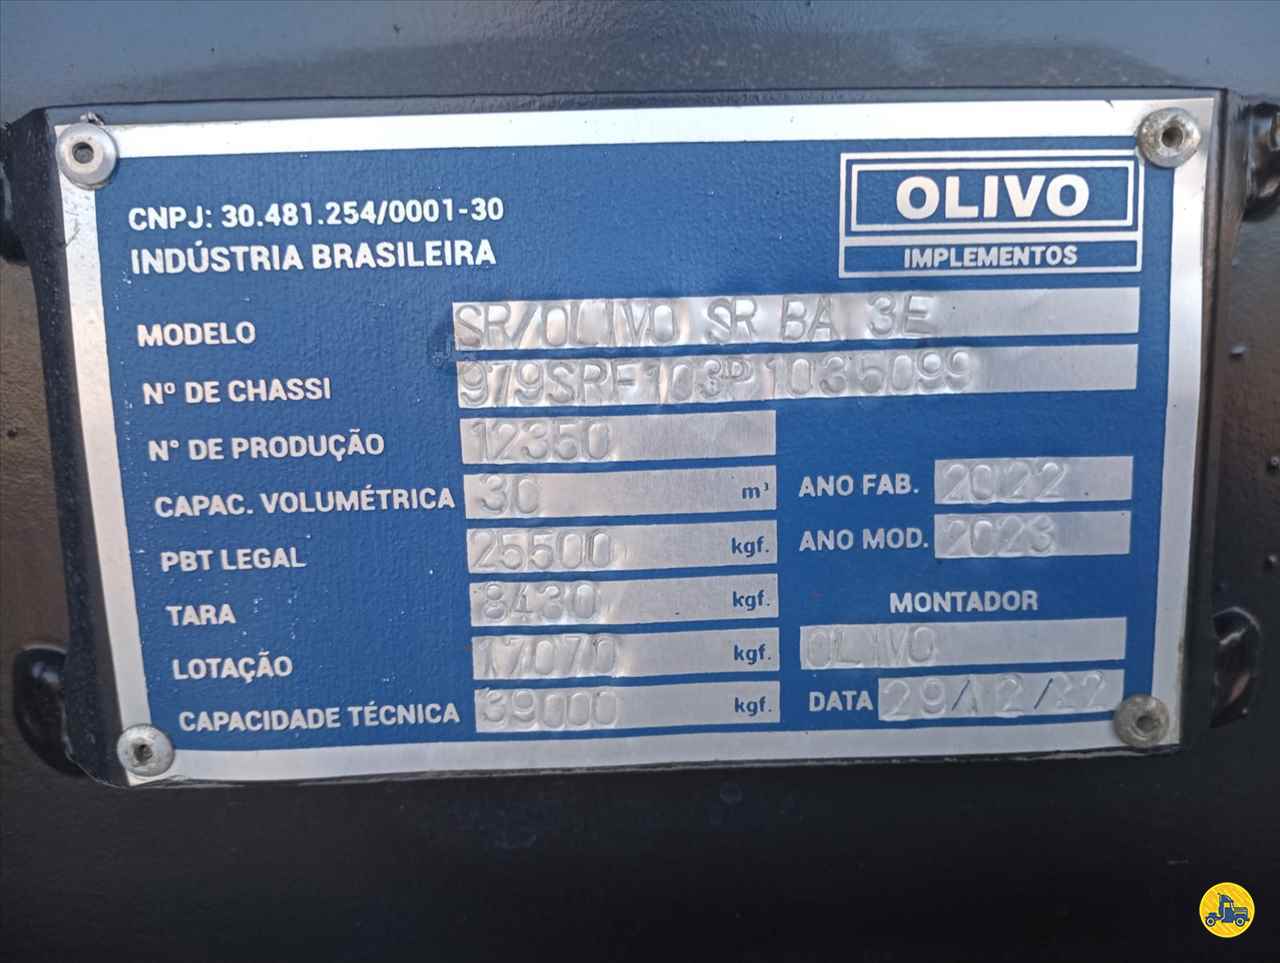 CNPJ: 30.481.254/0001-30
INDÚSTRIA BRASILEIRA
OLIVO
IMPLEMENTOS
MODELO SR/OLIVO SR BA 3E
Nº DE CHASSI 979SRF103P1035099
N° DE PRODUÇÃO 12350
CAPAC. VOLUMÉTRICA 30 m³
ANO FAB. 2022
PBT LEGAL 25500 kgf.
ANO MOD. 2023
TARA 8430 kgf.
MONTADOR
LOTAÇÃO 17070 kgf.
OLIVO
CAPACIDADE TÉCNICA 39000 kgf.
DATA 29/12/22